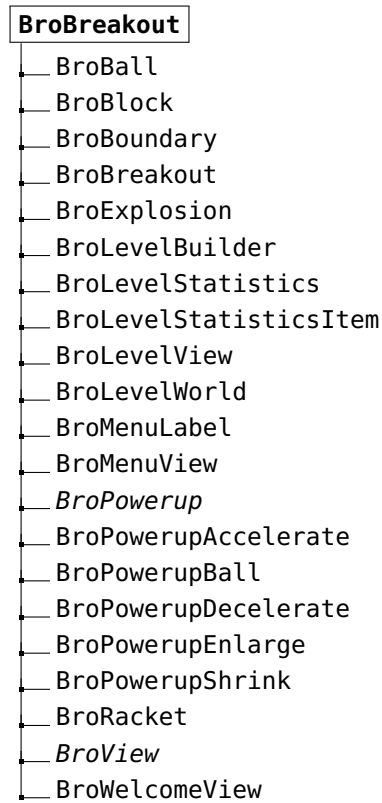 BroBreakout
BroBall
BroBlock
BroBoundary
BroBreakout
BroExplosion
BroLevelBuilder
BroLevelStatistics
BroLevelStatisticsItem
BroLevelView
BroLevelWorld
BroMenuLabel
BroMenuView
BroPowerup
BroPowerupAccelerate
BroPowerupBall
BroPowerupDecelerate
BroPowerupEnlarge
BroPowerupShrink
BroRacket
BroView
BroWelcomeView